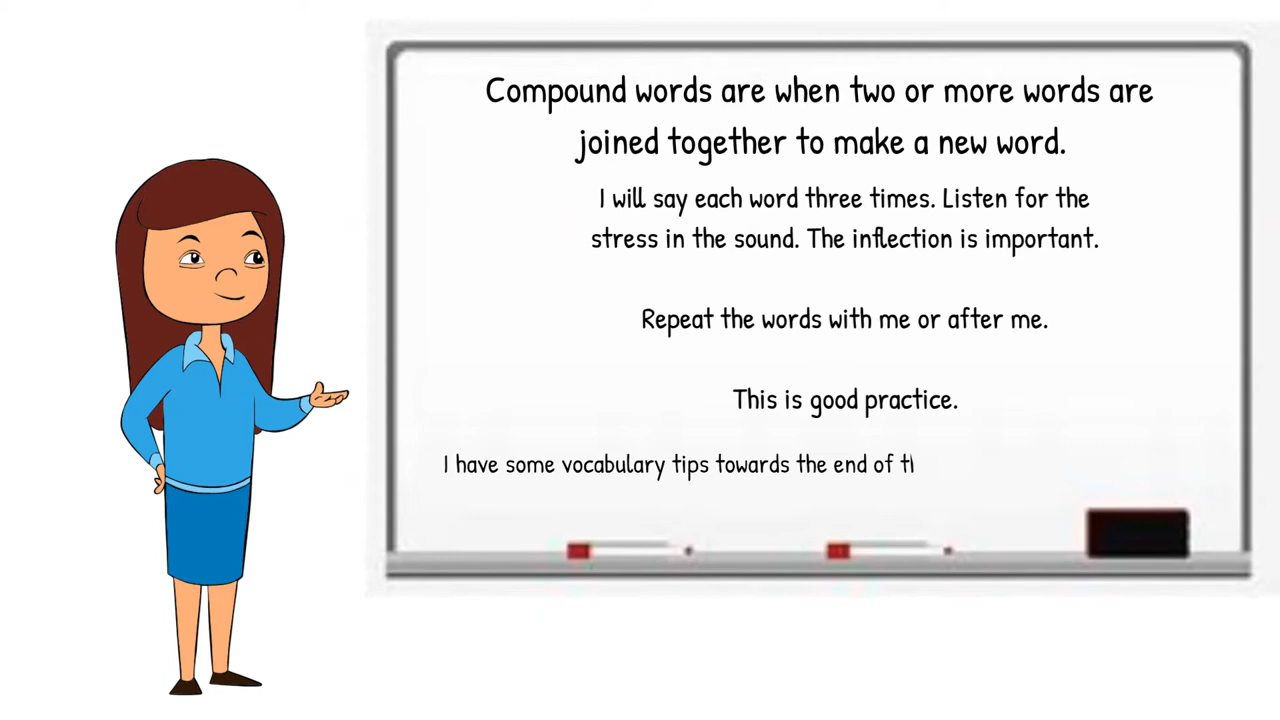 Compound words are when two or more words are
joined together to make a new word.
I will say each word three times. Listen for the
stress in the sound. The inflection is important.
Repeat the words with me or after me.
This is good practice.
I have some vocabulary tips towards the end of